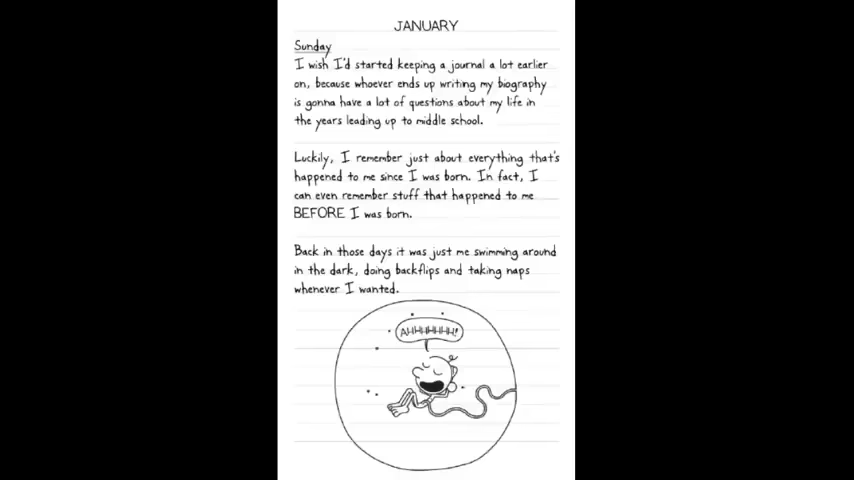 JANUARY
Sunday
I wish I'd started keeping a journal a lot earlier
on, because whoever ends up writing my biography
is gonna have a lot of questions about my life in
the years leading up to middle school.
Luckily, I remember just about everything that's
happened to me since I was born. In fact, I
can even remember stuff that happened to me
BEFORE I was born.
Back in those days it was just me swimming around
in the dark, doing backflips and taking naps
whenever I wanted.
AHHHHHHH!